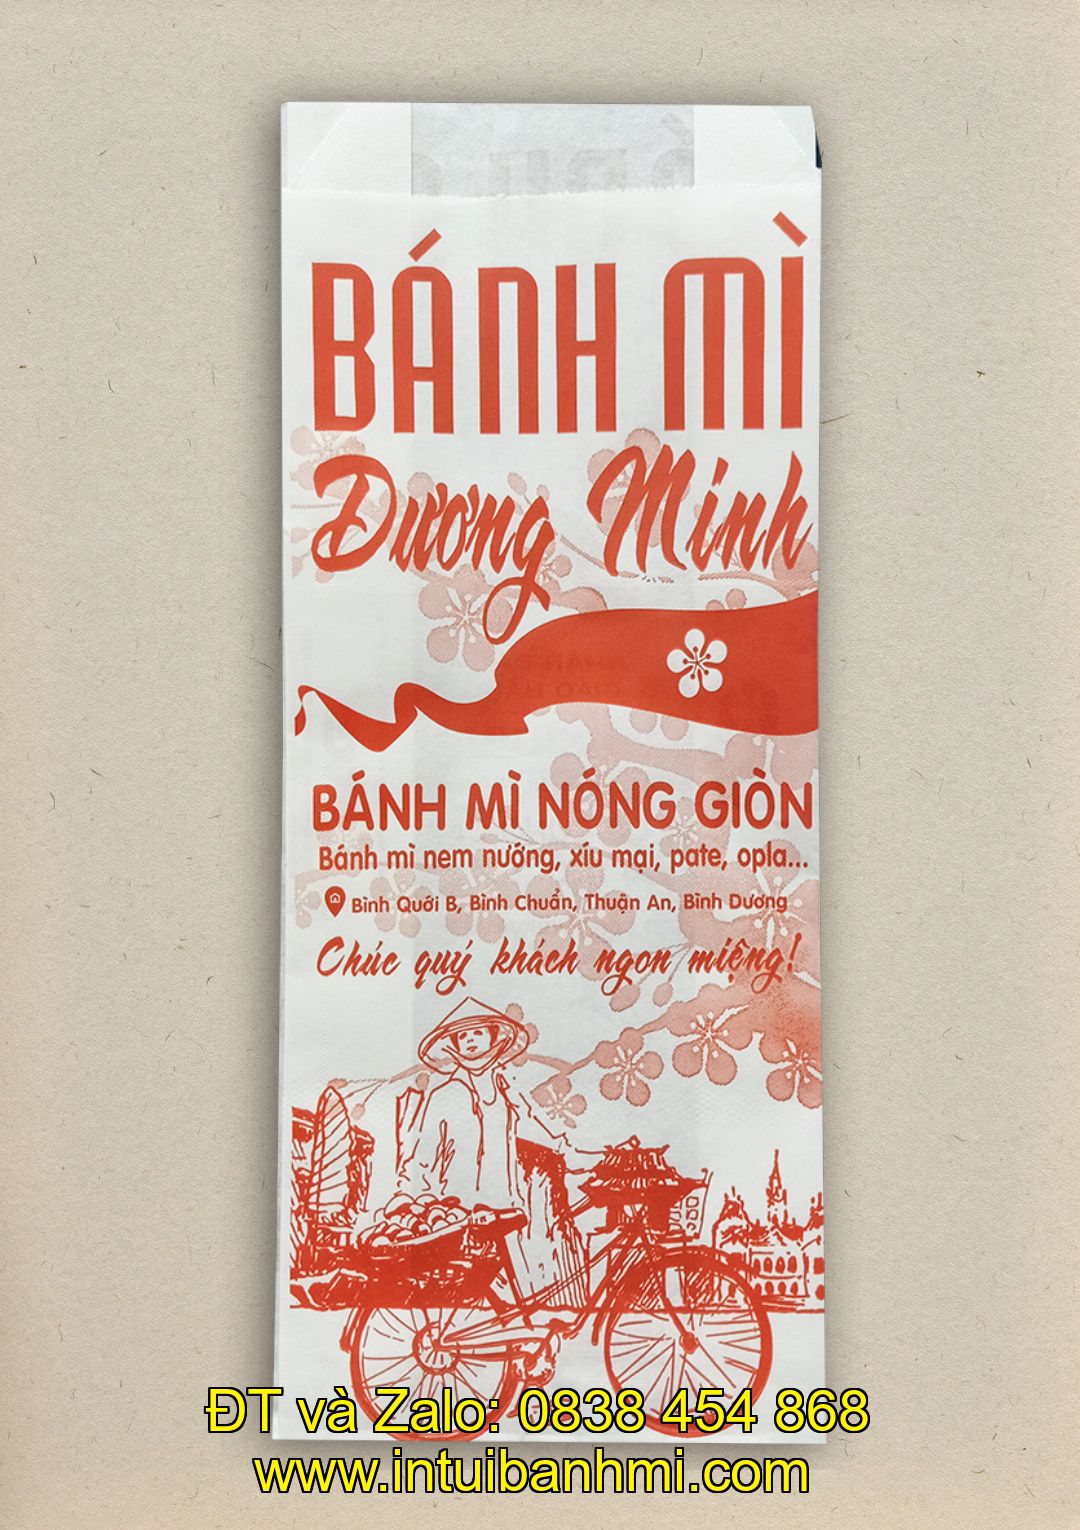 BÁNH MÌ
Dương Minh
BÁNH MÌ NÓNG GIÒN
Bánh mì nem nướng, xíu mại, pate, opla...
Bình Quới B, Bình Chuẩn, Thuận An, Bình Dương
Chúc quý khách ngon miệng!
ĐT và Zalo: 0838 454 868
www.intuibanhmi.com